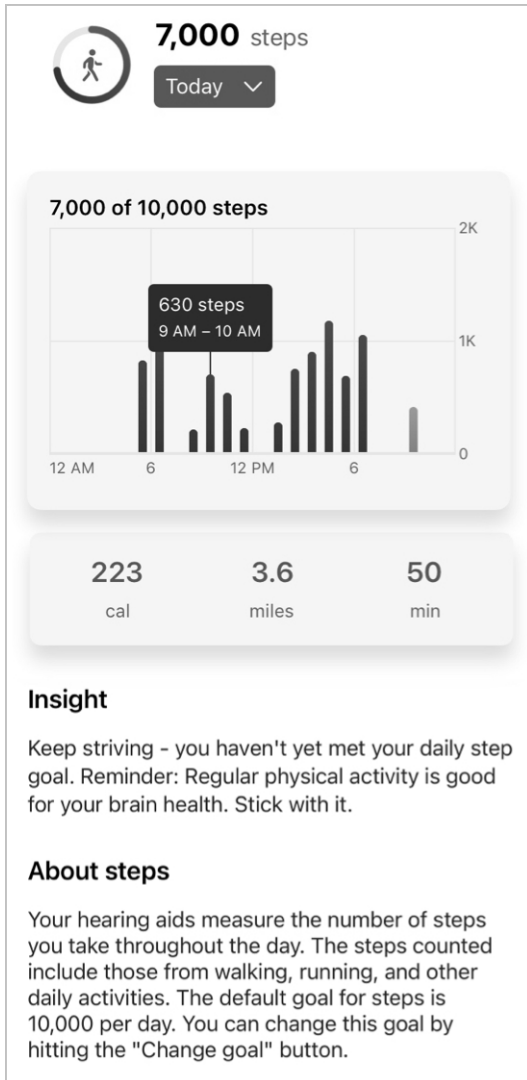 7,000 steps
Today
7,000 of 10,000 steps
2K
630 steps
9 AM – 10 AM
1K
0
12 AM 6 12 PM 6
223 3.6 50
cal miles min
Insight
Keep striving - you haven't yet met your daily step
goal. Reminder: Regular physical activity is good
for your brain health. Stick with it.
About steps
Your hearing aids measure the number of steps
you take throughout the day. The steps counted
include those from walking, running, and other
daily activities. The default goal for steps is
10,000 per day. You can change this goal by
hitting the "Change goal" button.